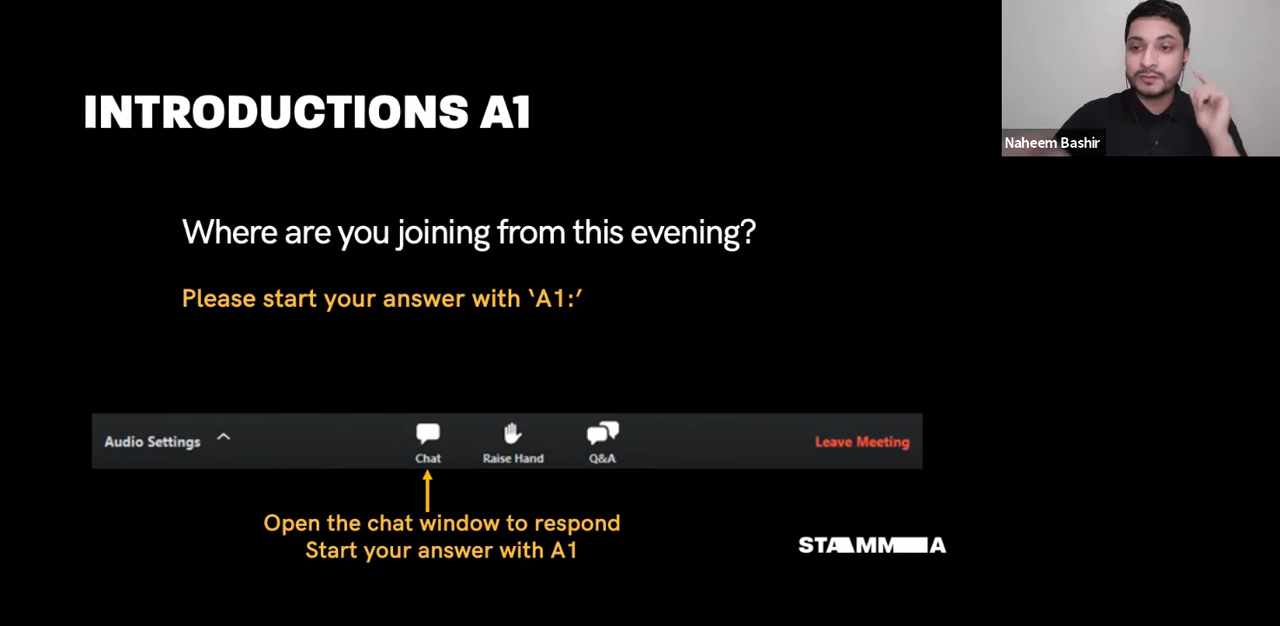 INTRODUCTIONS A1
Naheem Bashir
Where are you joining from this evening?
Please start your answer with ‘A1:’
Audio Settings
Chat
Raise Hand
Q&A
Leave Meeting
Open the chat window to respond
Start your answer with A1
STAMMA